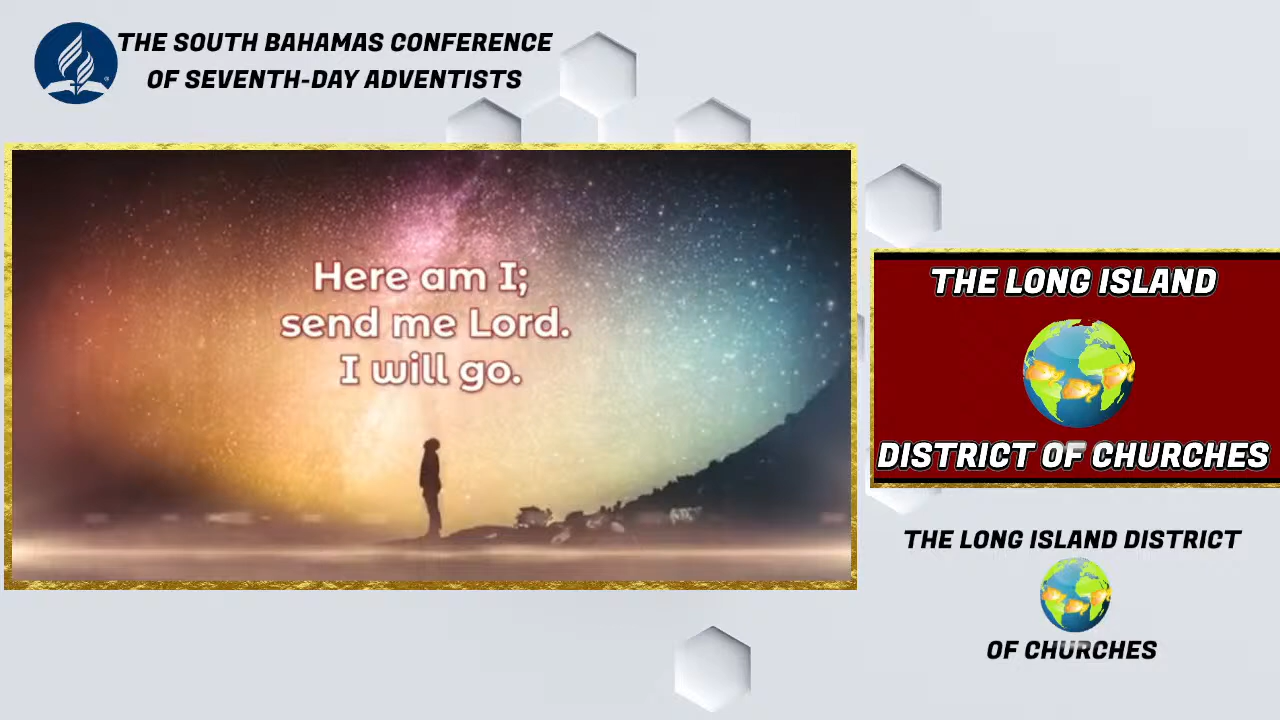 THE SOUTH BAHAMAS CONFERENCE
OF SEVENTH-DAY ADVENTISTS
Here am I;
send me Lord.
I will go.
THE LONG ISLAND
DISTRICT OF CHURCHES
THE LONG ISLAND DISTRICT
OF CHURCHES